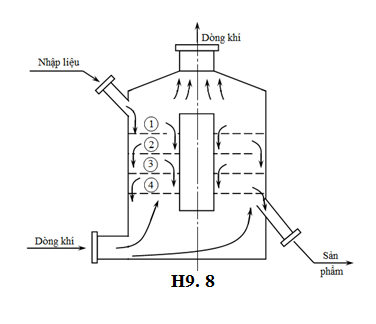 Dòng khí
Nhập liệu
1
2
3
4
Dòng khí
Sản
phẩm
H9. 8